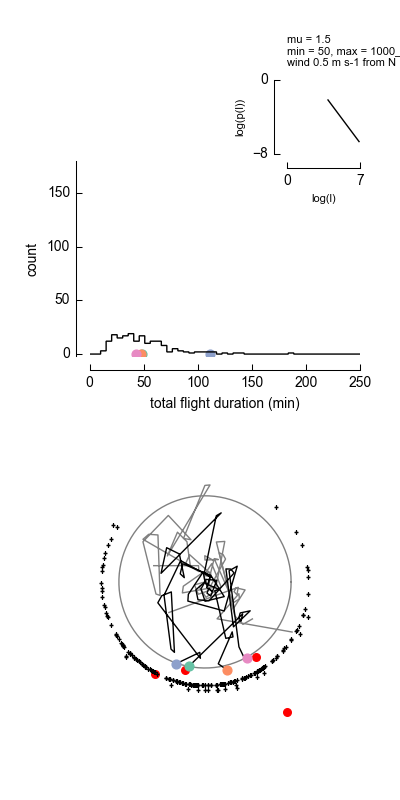 mu = 1.5
min = 50, max = 1000_
wind 0.5 m s-1 from N
0
log(p(l))
−8
0
7
log(l)
150
100
50
0
count
0
50
100
150
200
250
total flight duration (min)